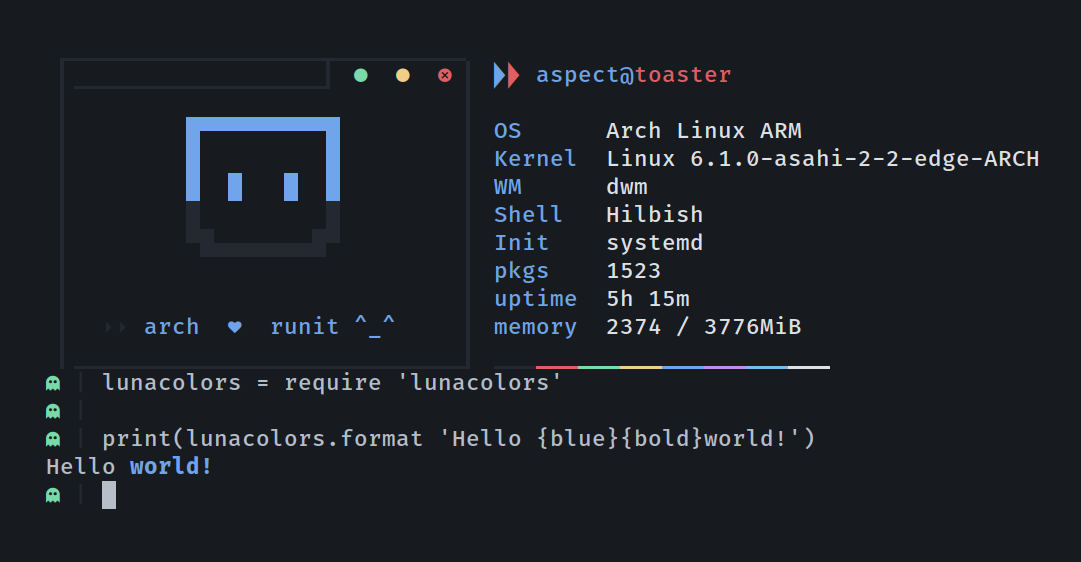 aspect@toaster
OS Arch Linux ARM
Kernel Linux 6.1.0-asahi-2-2-edge-ARCH
WM dwm
Shell Hilbish
Init systemd
pkgs 1523
uptime 5h 15m
memory 2374 / 3776MiB
arch ♥ runit ^_^
lunacolors = require 'lunacolors'
print(lunacolors.format 'Hello {blue}{bold}world!')
Hello world!